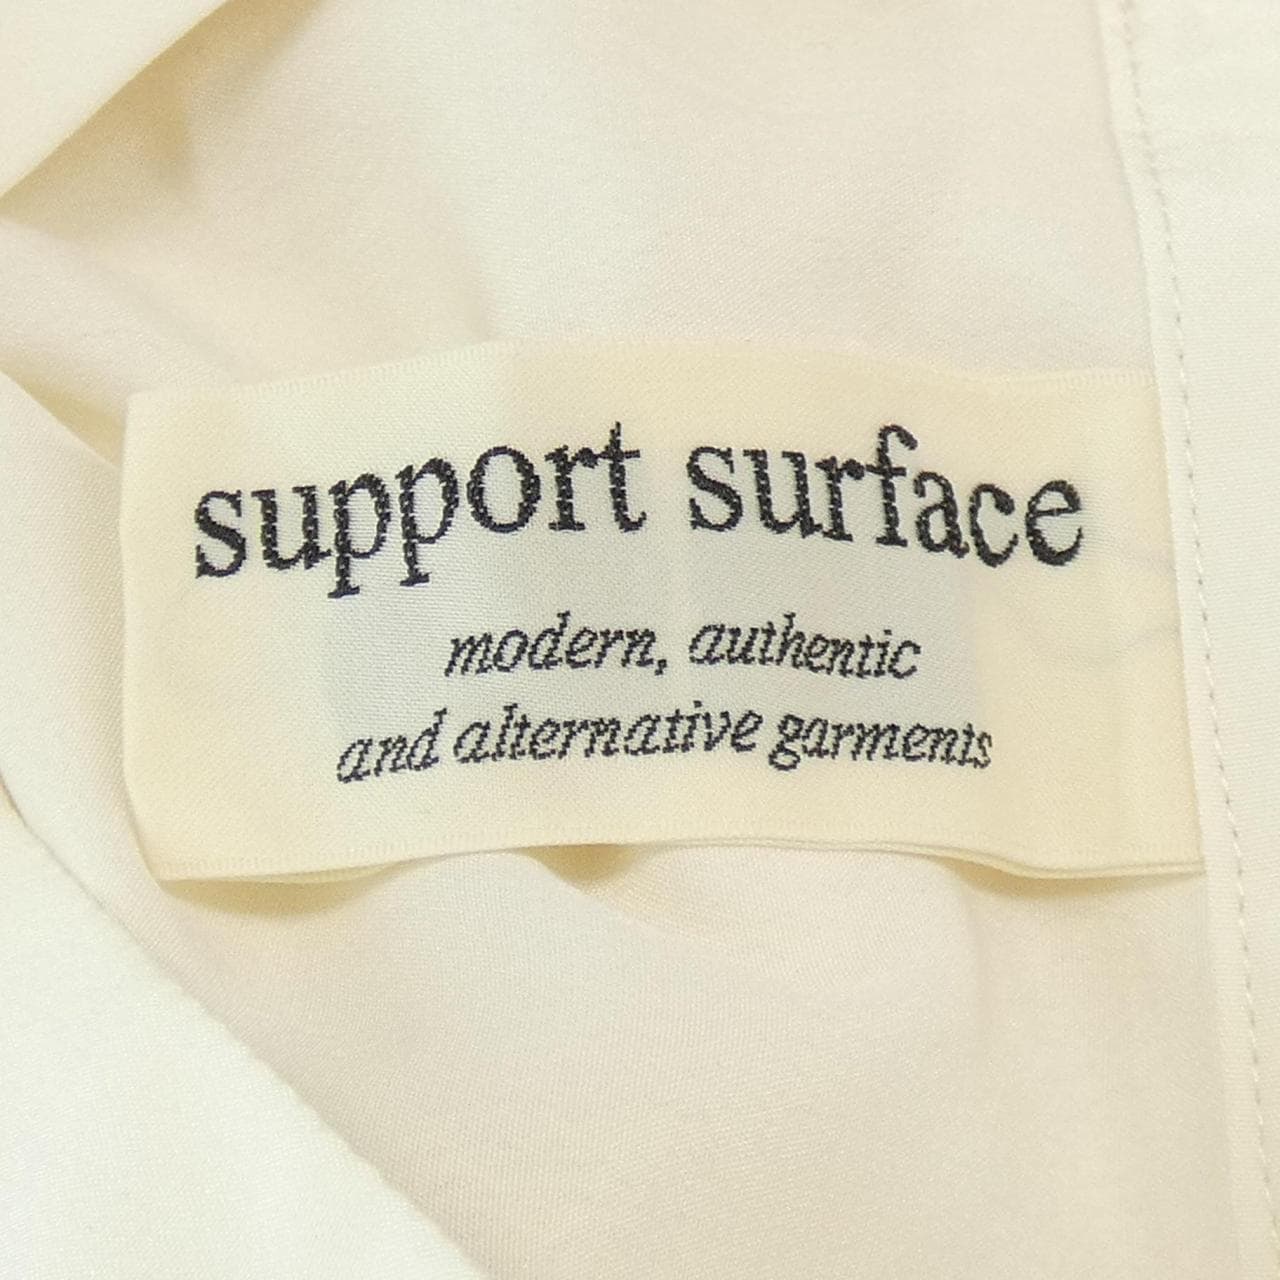 support surface
modern, authentic
and alternative garments